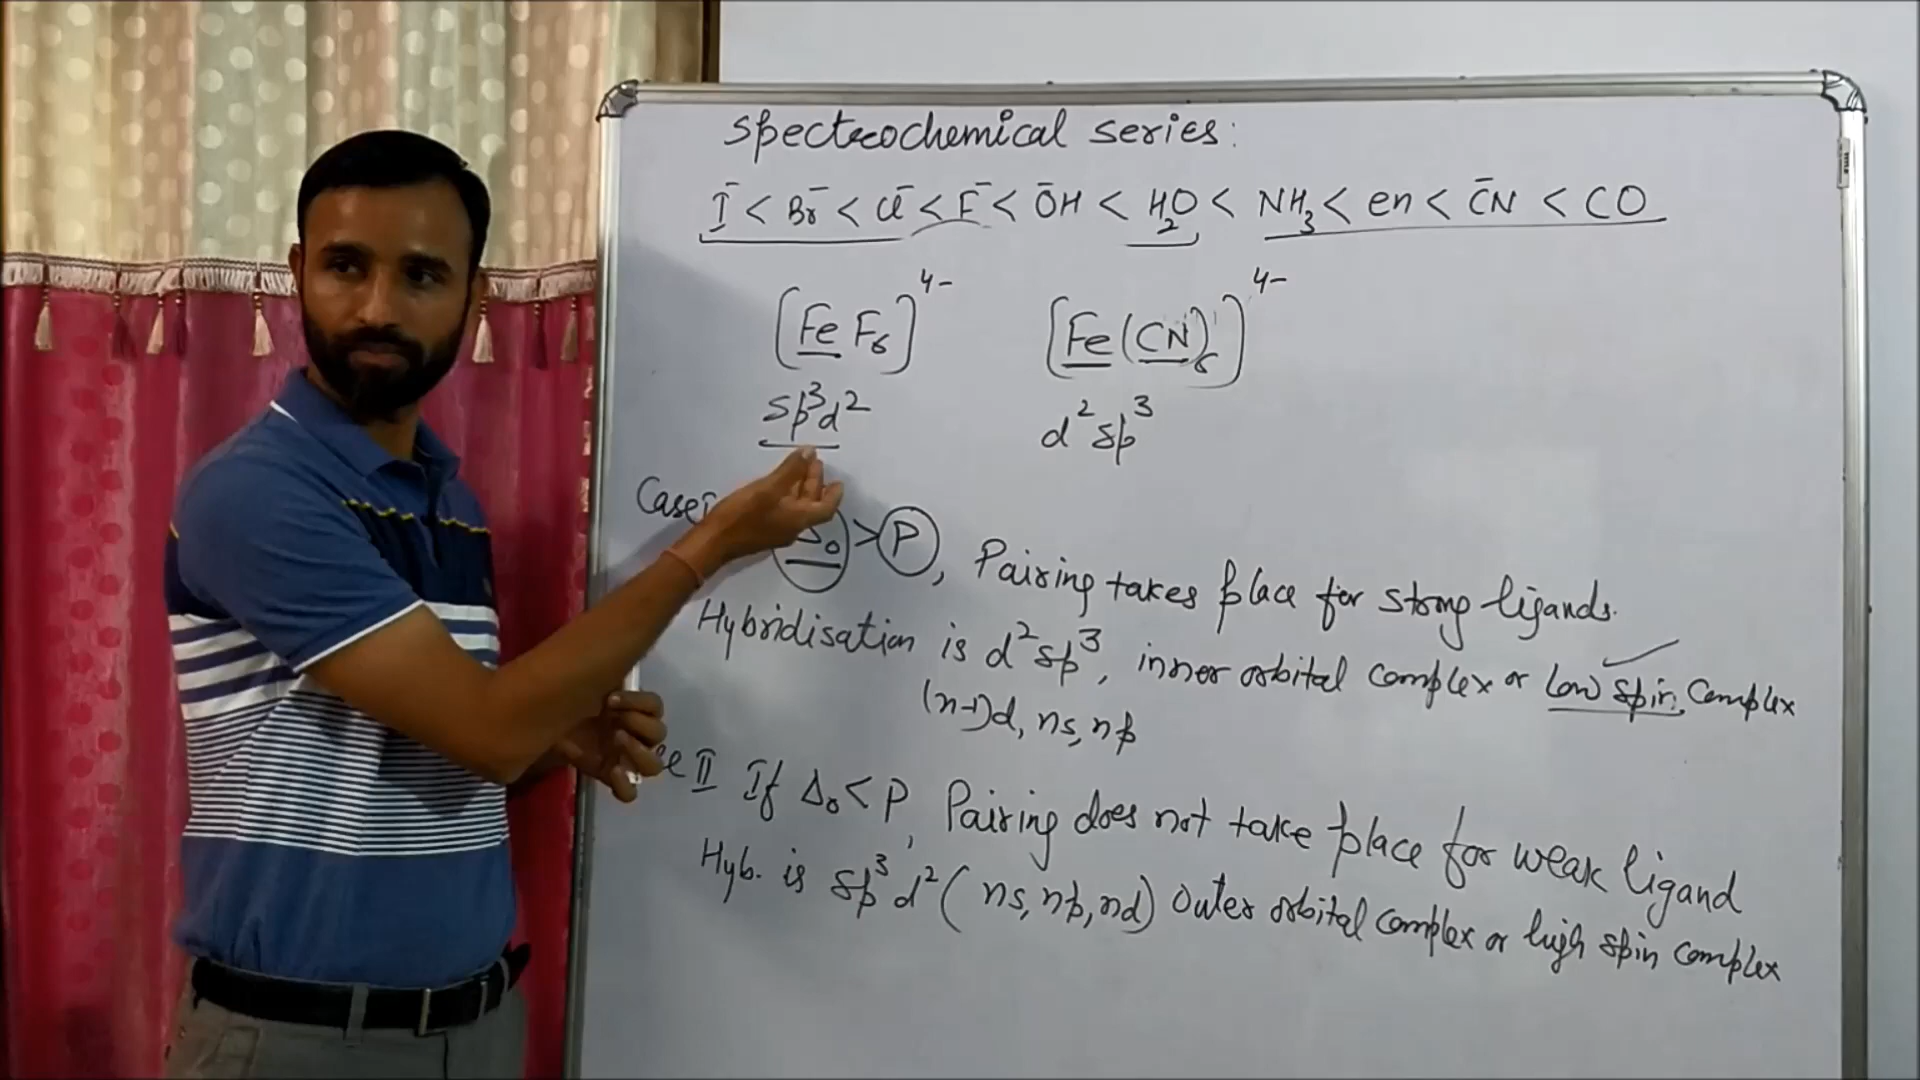 Spectrochemical series:
I⁻ < Br⁻ < Cl⁻ < F⁻ < ⁻OH < H₂O < NH₃ < en < ⁻CN < CO
[FeF₆]⁴⁻ [Fe(CN)₆]⁴⁻
sp³d² d²sp³
Case I Δ₀ > P, Pairing takes place for strong ligands.
Hybridisation is d²sp³, inner orbital complex or low spin complex
(n-1)d, ns, np
II If Δ₀ < P, Pairing does not take place for weak ligand
Hyb. is sp³d² (ns, np, nd) Outer orbital complex or high spin complex